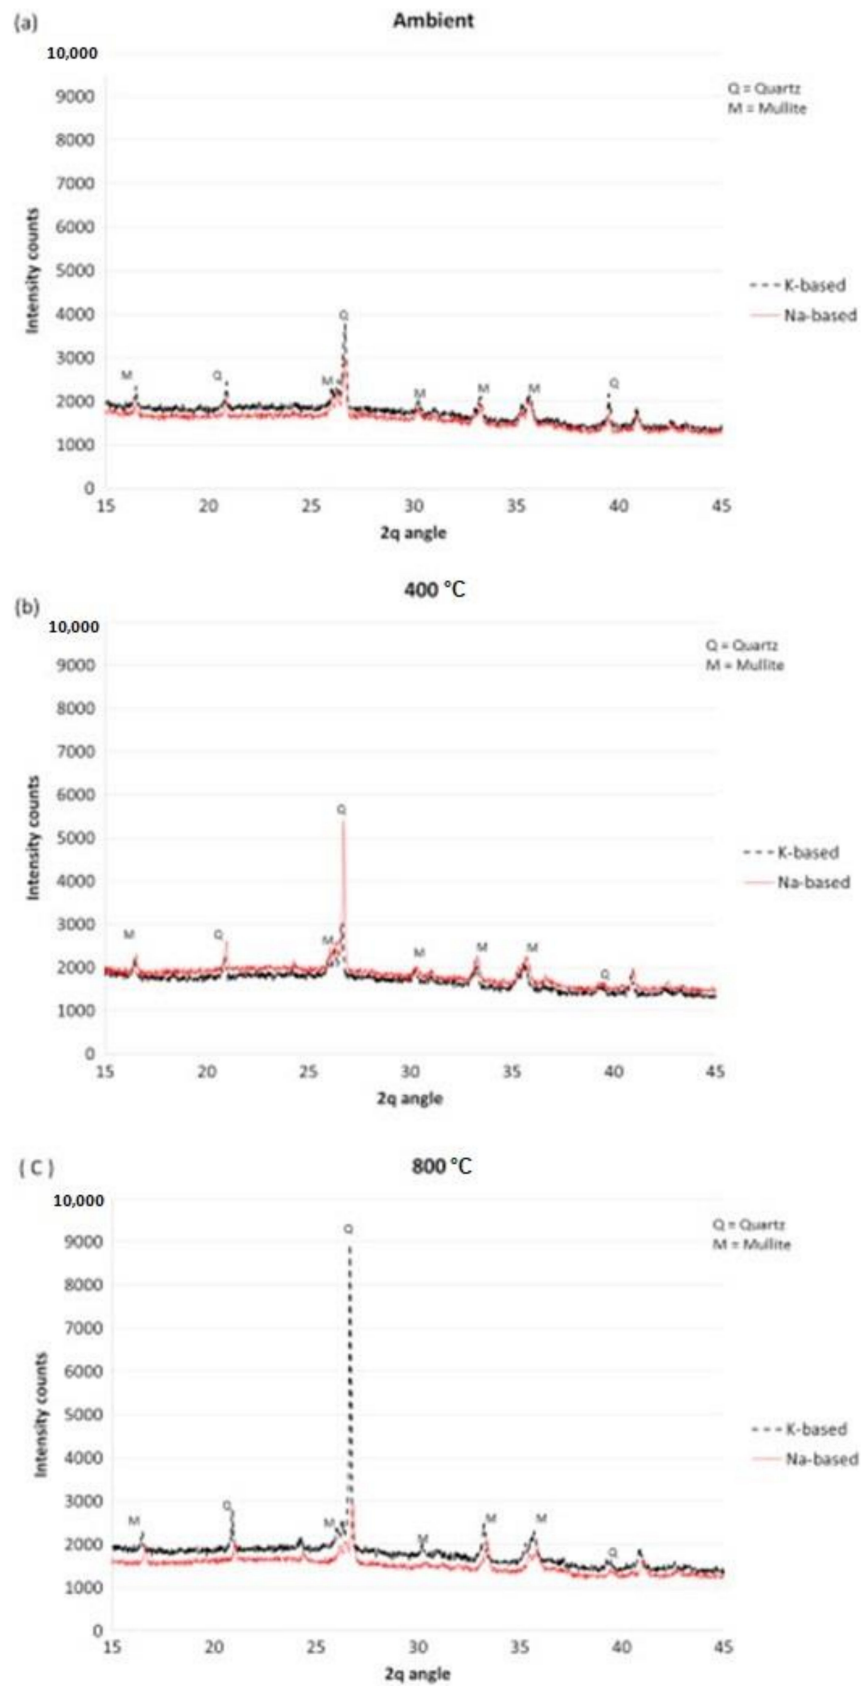 (a)
Ambient
10,000
9000
8000
7000
6000
5000
4000
3000
2000
1000
0
Intensity counts
Q = Quartz
M = Mullite
K-based
Na-based
M
Q
M
Q
M
M
M
Q
15 20 25 30 35 40 45
2q angle
(b)
400 °C
10,000
9000
8000
7000
6000
5000
4000
3000
2000
1000
0
Intensity counts
Q = Quartz
M = Mullite
K-based
Na-based
M
Q
M
Q
M
M
M
Q
15 20 25 30 35 40 45
2q angle
( C )
800 °C
10,000
9000
8000
7000
6000
5000
4000
3000
2000
1000
0
Intensity counts
Q = Quartz
M = Mullite
K-based
Na-based
M
Q
M
Q
M
M
M
Q
15 20 25 30 35 40 45
2q angle